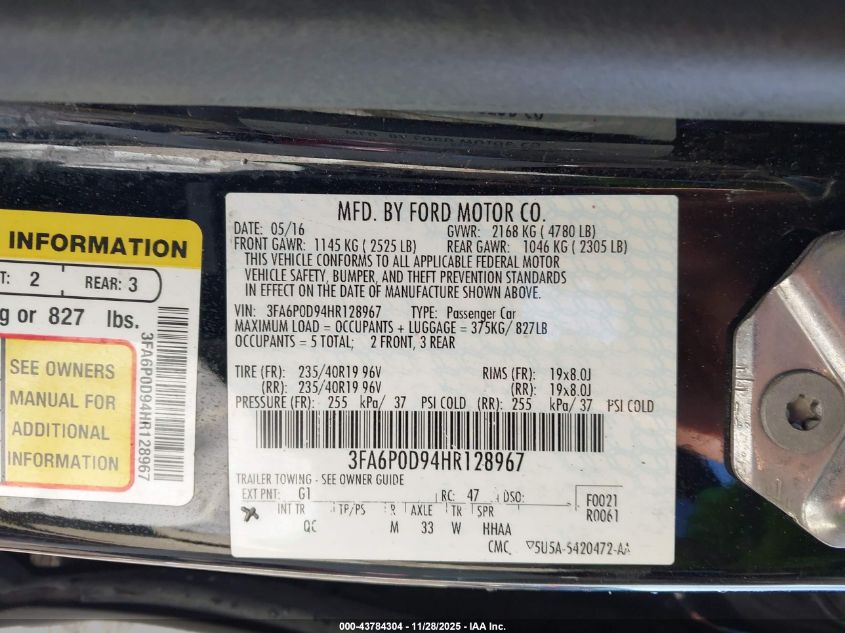 MFD. BY FORD MOTOR CO.
INFORMATION
T: 2 REAR: 3
g or 827 lbs.
SEE OWNERS
MANUAL FOR
ADDITIONAL
INFORMATION
3FA6P0D94HR128967
MFD. BY FORD MOTOR CO.
DATE: 05/16 GVWR: 2168 KG ( 4780 LB)
FRONT GAWR: 1145 KG ( 2525 LB) REAR GAWR: 1046 KG ( 2305 LB)
THIS VEHICLE CONFORMS TO ALL APPLICABLE FEDERAL MOTOR
VEHICLE SAFETY, BUMPER, AND THEFT PREVENTION STANDARDS
IN EFFECT ON THE DATE OF MANUFACTURE SHOWN ABOVE.
VIN: 3FA6P0D94HR128967 TYPE: Passenger Car
MAXIMUM LOAD = OCCUPANTS + LUGGAGE = 375KG/ 827LB
OCCUPANTS = 5 TOTAL; 2 FRONT, 3 REAR
TIRE (FR): 235/40R19 96V RIMS (FR): 19x8.0J
(RR): 235/40R19 96V (RR): 19x8.0J
PRESSURE (FR): 255 kPa/ 37 PSI COLD (RR): 255 kPa/ 37 PSI COLD
3FA6P0D94HR128967
TRAILER TOWING - SEE OWNER GUIDE
EXT PNT: G1 RC: 47 DSO: F0021
INT TR TP/PS R AXLE TR SPR R0061
QC M 33 W HHAA
CMC 5U5A-5420472-AA
000-43784304 | 11/28/2025 - IAA Inc.